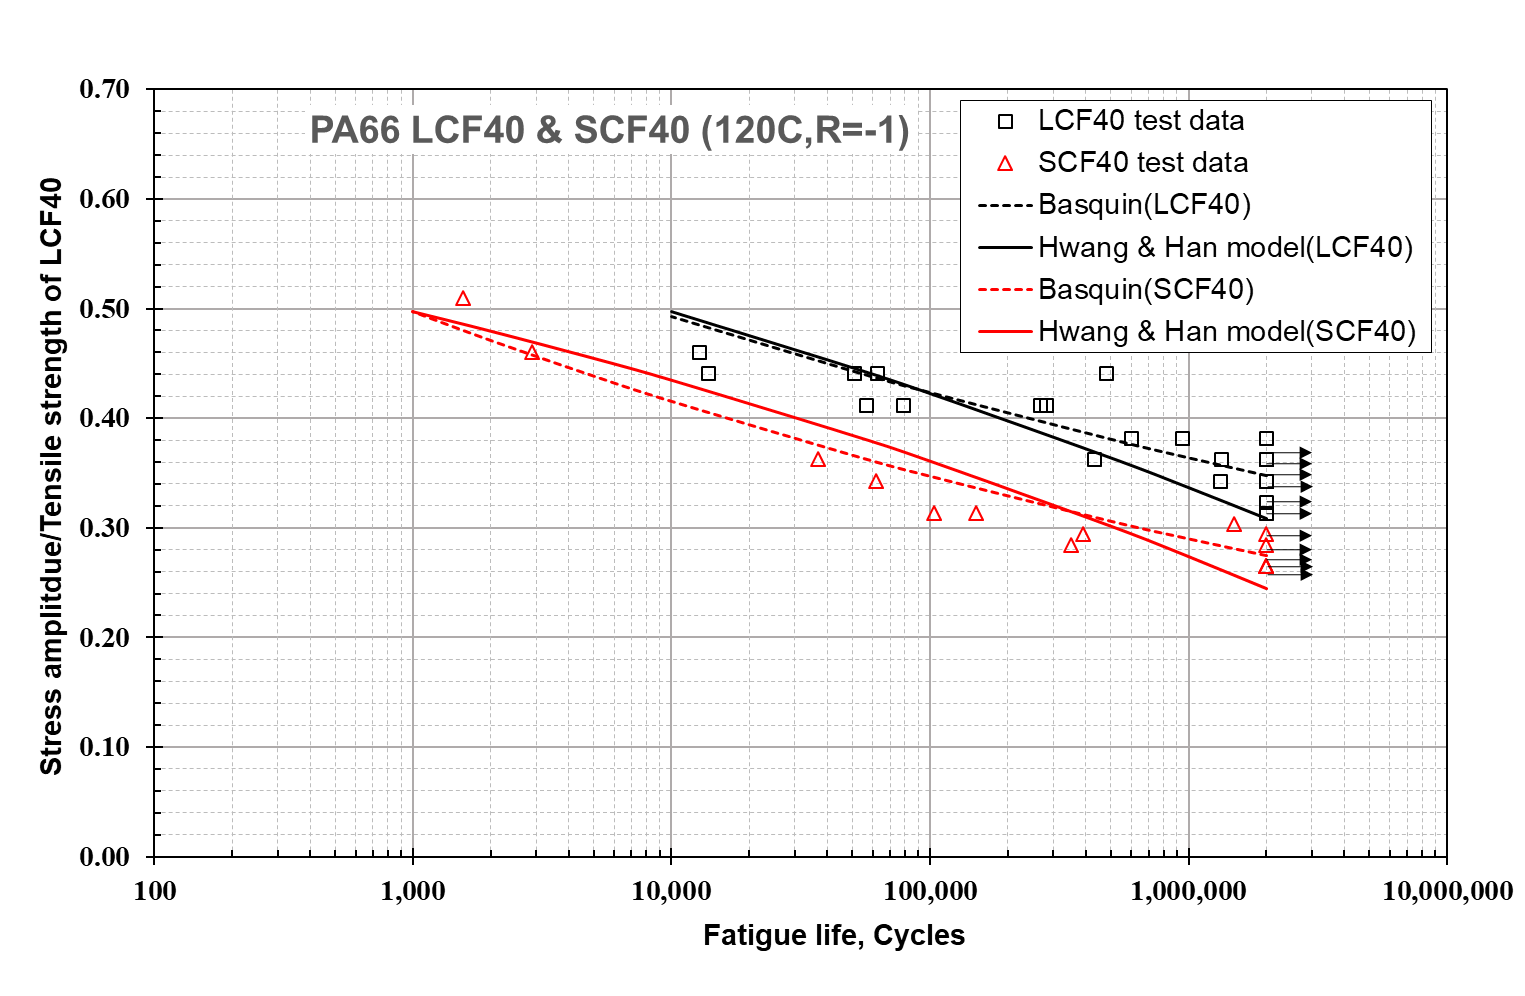 PA66 LCF40 & SCF40 (120C,R=-1)
LCF40 test data
SCF40 test data
Basquin(LCF40)
Hwang & Han model(LCF40)
Basquin(SCF40)
Hwang & Han model(SCF40)
Stress amplitdue/Tensile strength of LCF40
0.70
0.60
0.50
0.40
0.30
0.20
0.10
0.00
100
1,000
10,000
100,000
1,000,000
10,000,000
Fatigue life, Cycles